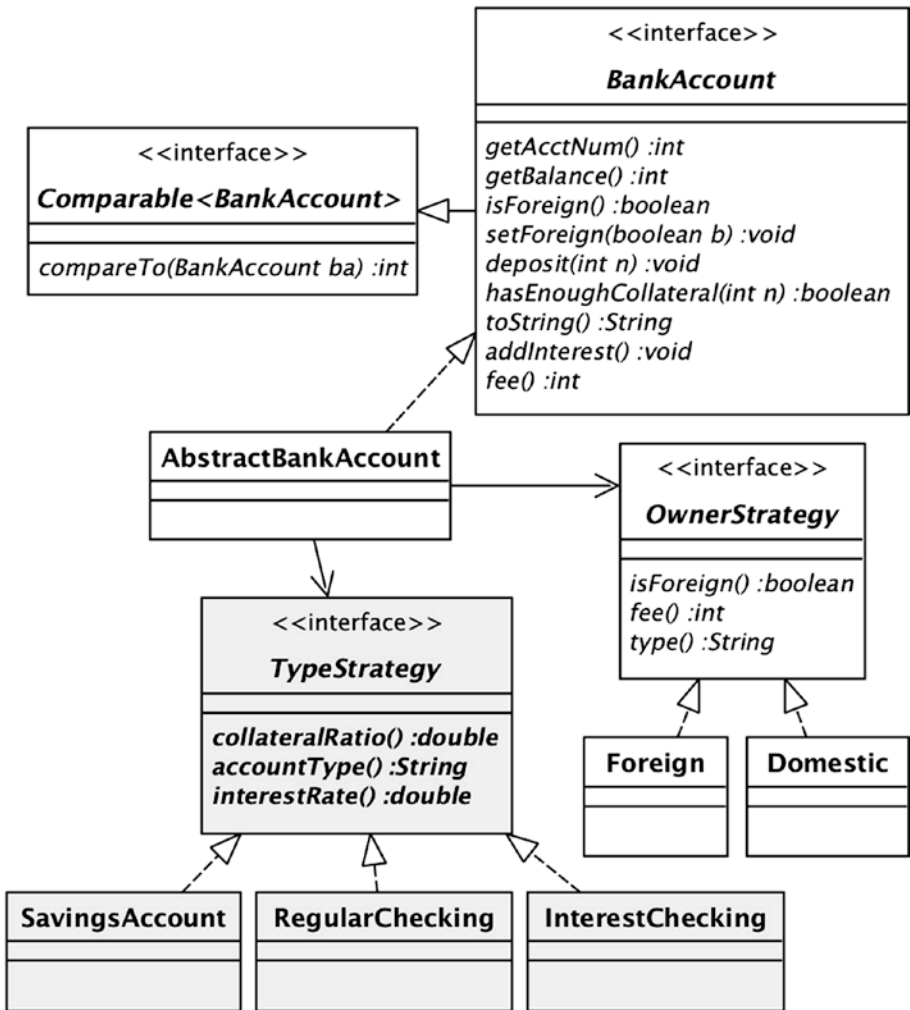 <<interface>>
BankAccount
getAcctNum() :int
getBalance() :int
isForeign() :boolean
setForeign(boolean b) :void
deposit(int n) :void
hasEnoughCollateral(int n) :boolean
toString() :String
addInterest() :void
fee() :int
<<interface>>
Comparable<BankAccount>
compareTo(BankAccount ba) :int
AbstractBankAccount
<<interface>>
OwnerStrategy
isForeign() :boolean
fee() :int
type() :String
<<interface>>
TypeStrategy
collateralRatio() :double
accountType() :String
interestRate() :double
Foreign
Domestic
SavingsAccount
RegularChecking
InterestChecking